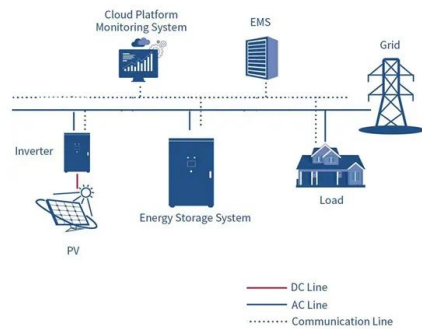 Cloud Platform
Monitoring System
EMS
Grid
Inverter
Energy Storage System
Load
PV
DC Line
AC Line
Communication Line